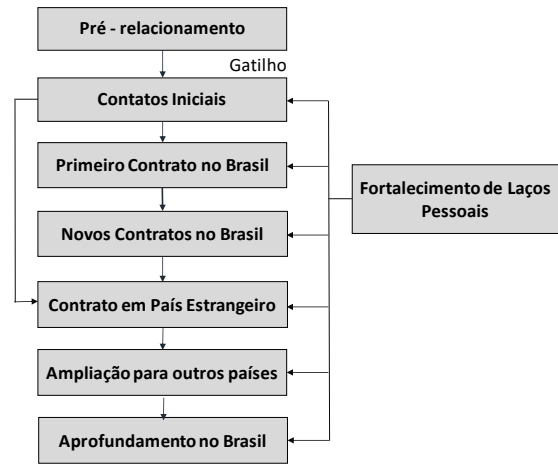 Pré - relacionamento
Gatilho
Contatos Iniciais
Primeiro Contrato no Brasil
Fortalecimento de Laços
Pessoais
Novos Contratos no Brasil
Contrato em País Estrangeiro
Ampliação para outros países
Aprofundamento no Brasil